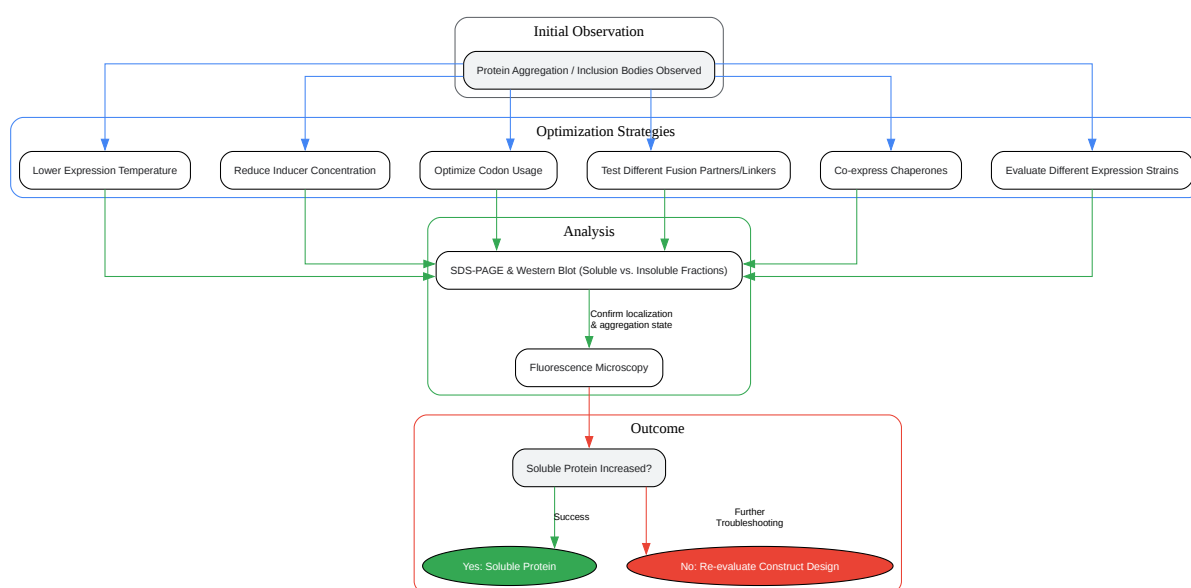 Initial Observation
Protein Aggregation / Inclusion Bodies Observed
Optimization Strategies
Lower Expression Temperature
Reduce Inducer Concentration
Optimize Codon Usage
Test Different Fusion Partners/Linkers
Co-express Chaperones
Evaluate Different Expression Strains
Analysis
SDS-PAGE & Western Blot (Soluble vs. Insoluble Fractions)
Confirm localization
& aggregation state
Fluorescence Microscopy
Outcome
Soluble Protein Increased?
Success
Further
Troubleshooting
Yes: Soluble Protein
No: Re-evaluate Construct Design